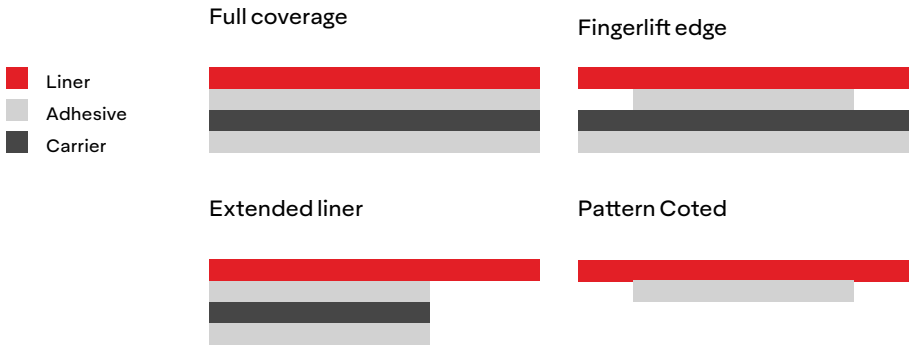 Full coverage
Fingerlift edge
Liner
Adhesive
Carrier
Extended liner
Pattern Coted